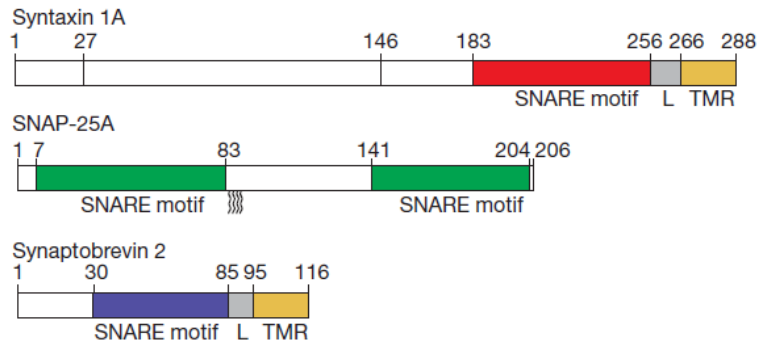 Syntaxin 1A
1 27 146 183 256 266 288
SNARE motif L TMR
SNAP-25A
1 7 83 141 204 206
SNARE motif SNARE motif
Synaptobrevin 2
1 30 85 95 116
SNARE motif L TMR